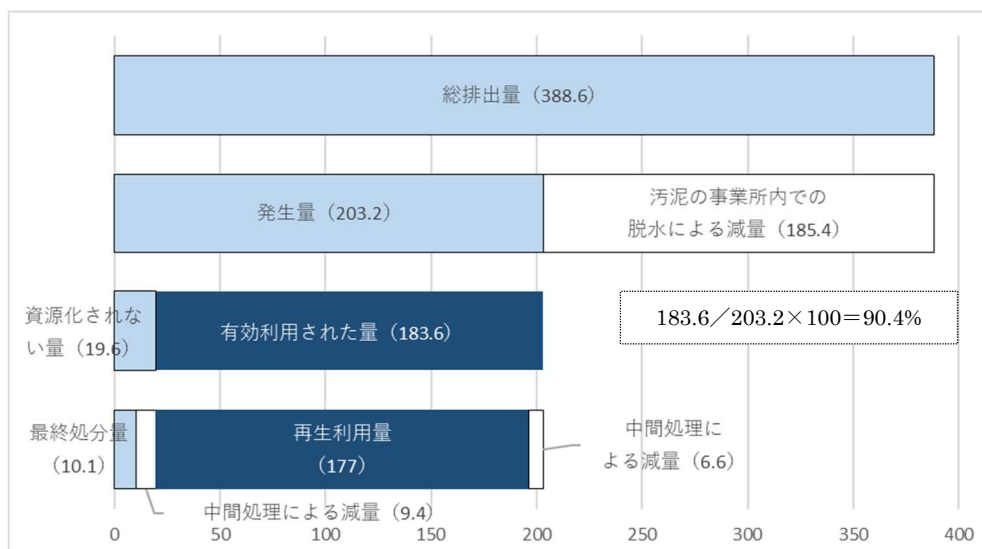 総排出量（388.6）
発生量（203.2）
汚泥の事業所内での
脱水による減量（185.4）
資源化されな
い量（19.6）
有効利用された量（183.6）
183.6／203.2×100＝90.4%
最終処分量
（10.1）
再生利用量
（177）
中間処理に
よる減量（6.6）
中間処理による減量（9.4）
0 50 100 150 200 250 300 350 400